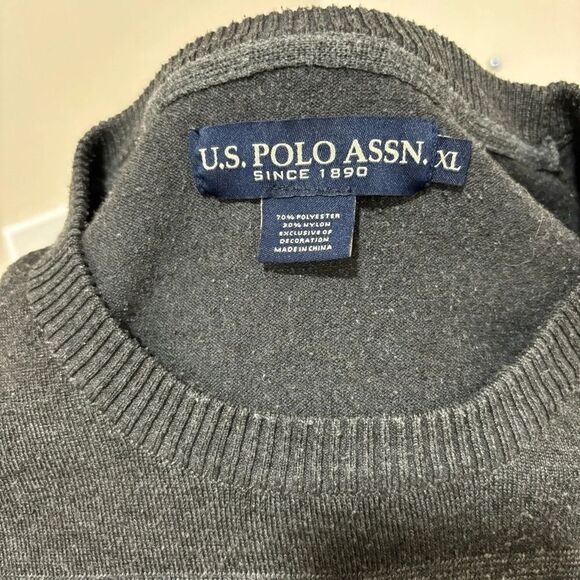 U.S. POLO ASSN.
SINCE 1890
XL
70% POLYESTER
30% NYLON
EXCLUSIVE OF
DECORATION
MADE IN CHINA